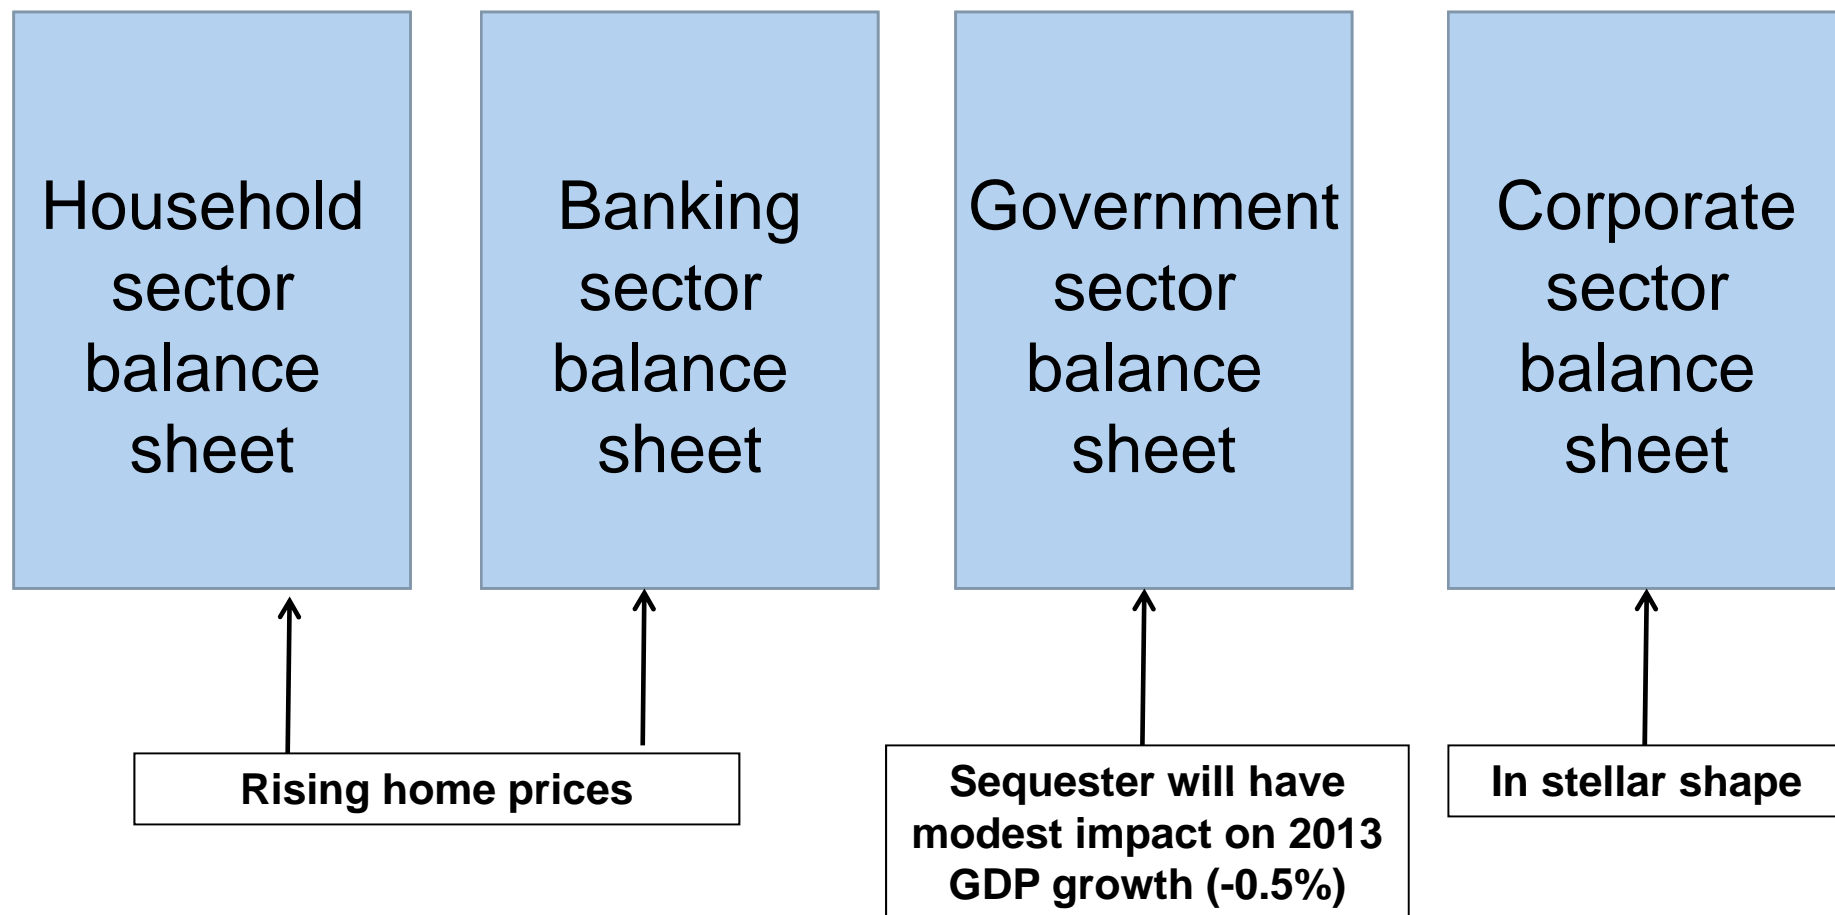 Household
sector
balance
sheet
Banking
sector
balance
sheet
Government
sector
balance
sheet
Corporate
sector
balance
sheet
Rising home prices
Sequester will have
modest impact on 2013
GDP growth (-0.5%)
In stellar shape